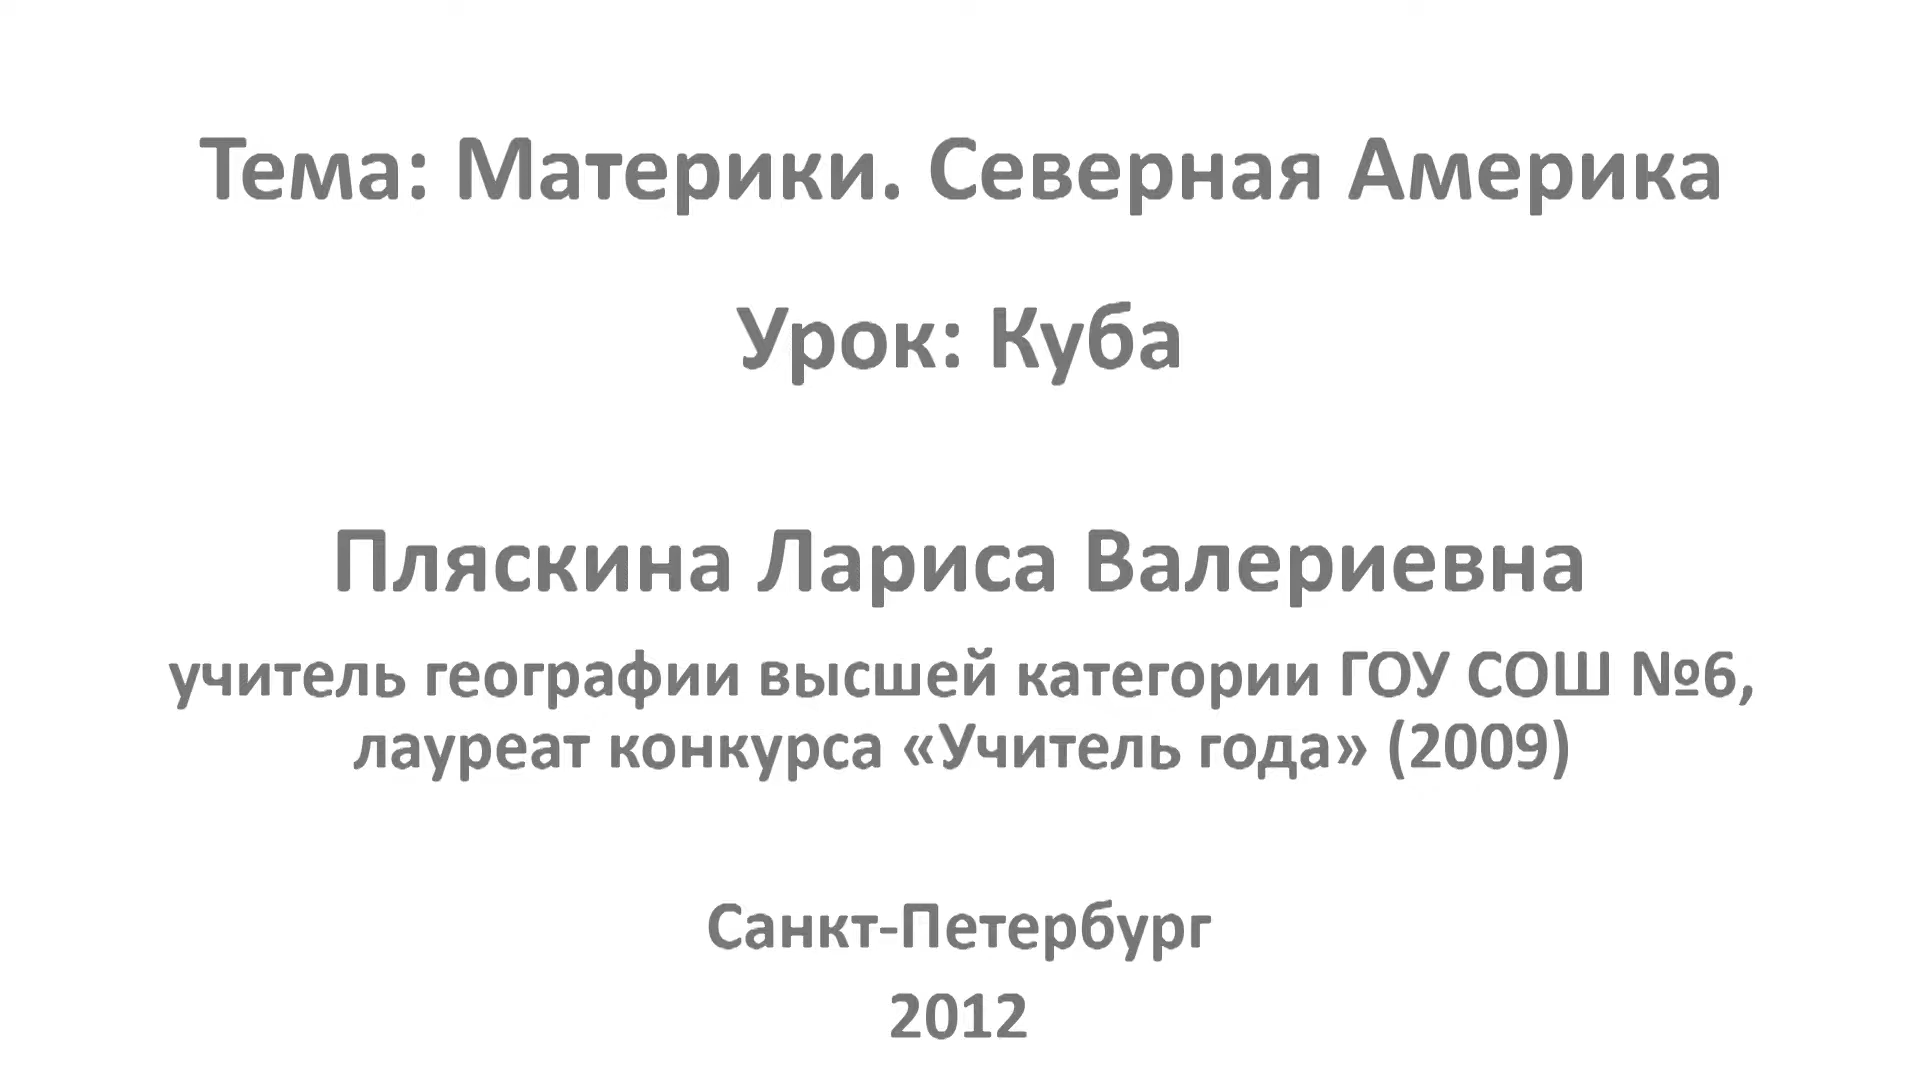 Тема: Материки. Северная Америка
Урок: Куба
Пляскина Лариса Валериевна
учитель географии высшей категории ГОУ СОШ №6,
лауреат конкурса «Учитель года» (2009)
Санкт-Петербург
2012